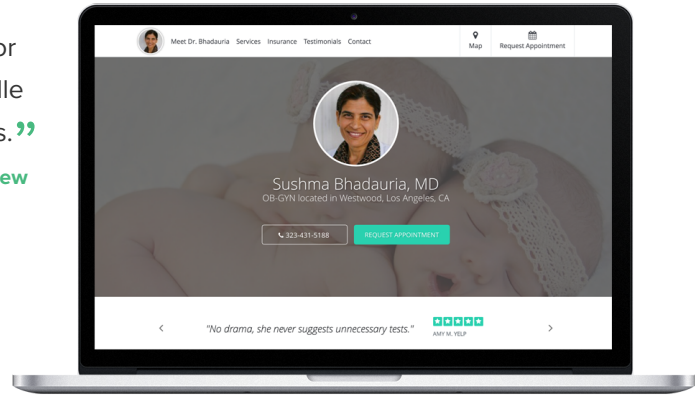 or
lle
s.”
ew
Meet Dr. Bhadauria Services Insurance Testimonials Contact
Map
Request Appointment
Sushma Bhadauria, MD
OB-GYN located in Westwood, Los Angeles, CA
323-431-5188
REQUEST APPOINTMENT
"No drama, she never suggests unnecessary tests."
AMY M. YELP